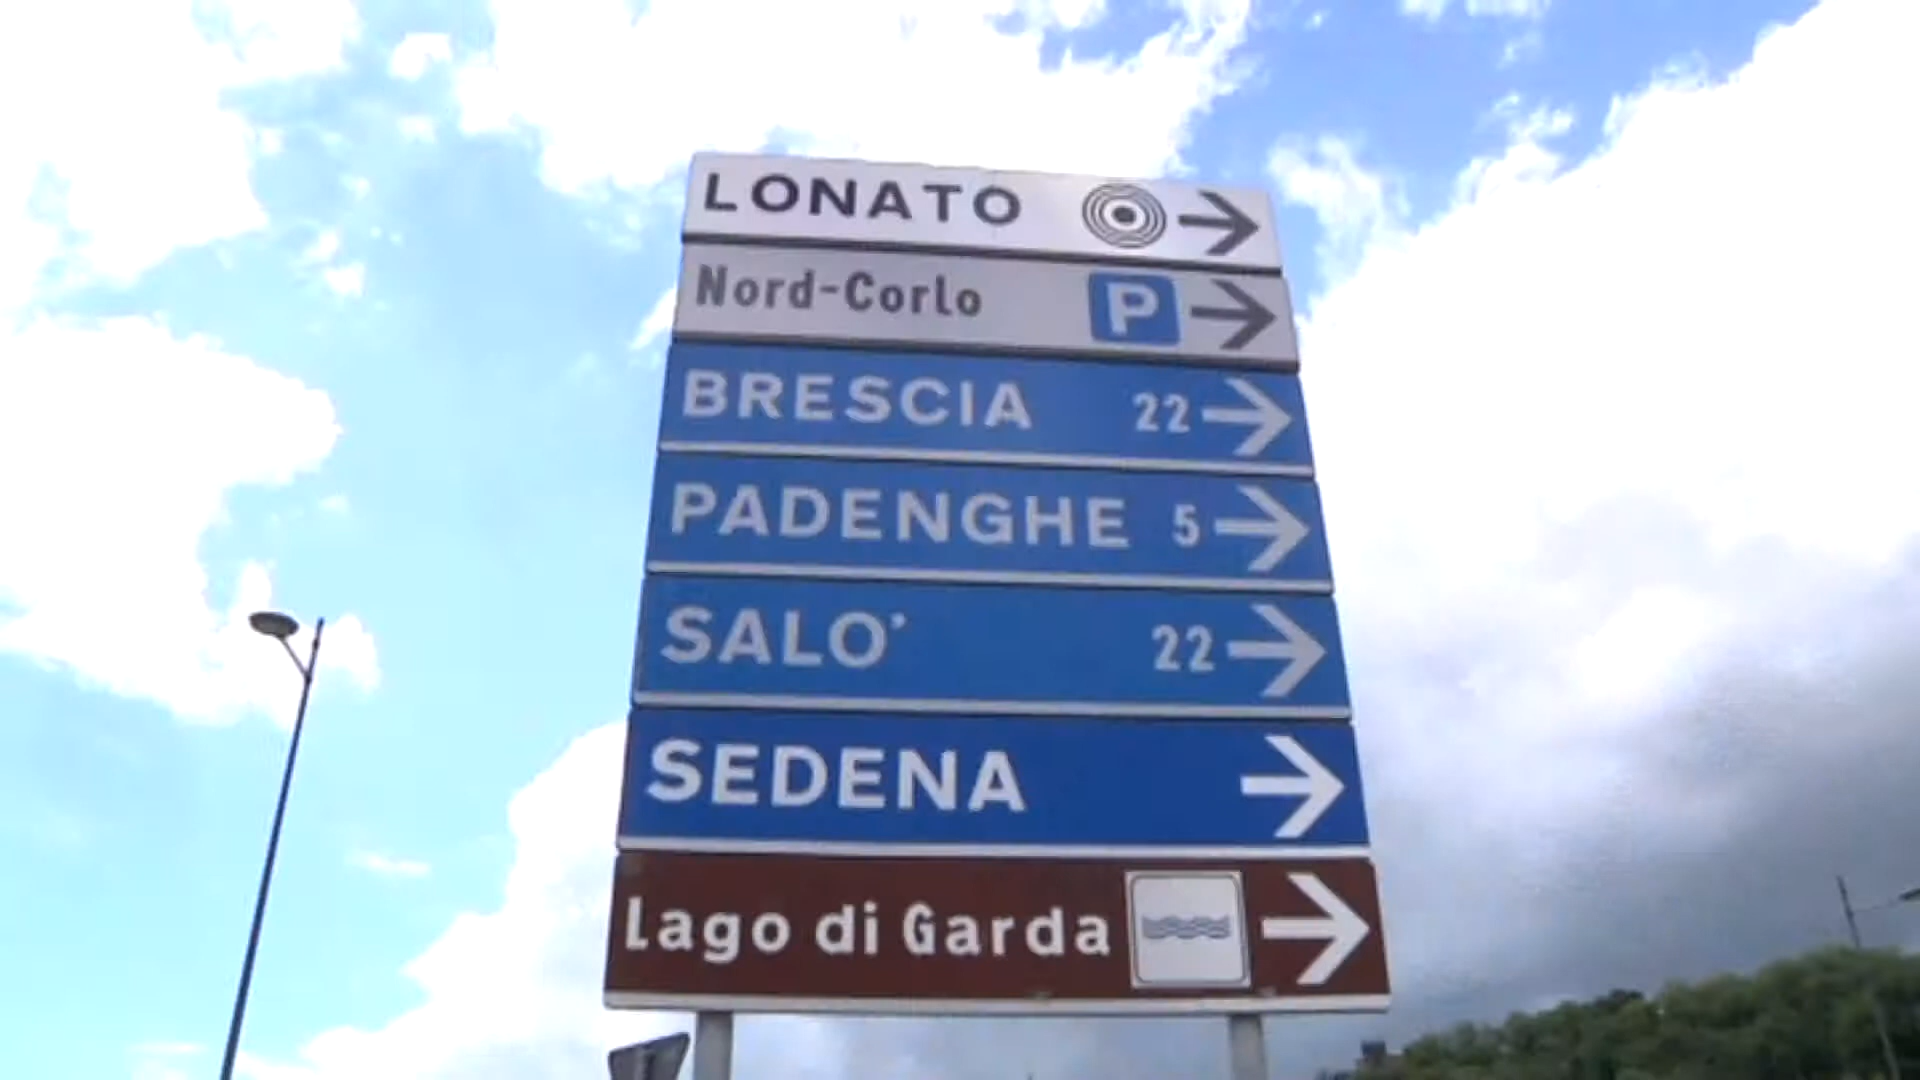 LONATO
Nord-Corlo P
BRESCIA 22
PADENGHE 5
SALO' 22
SEDENA
Lago di Garda